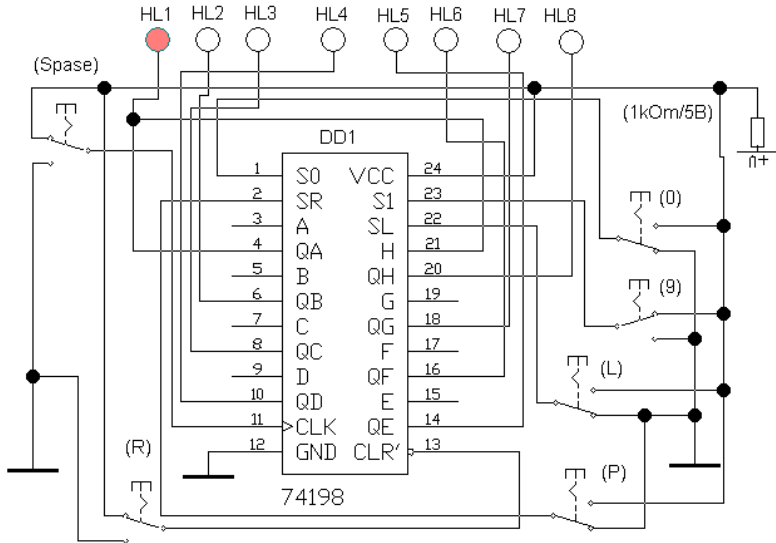 HL1 HL2 HL3 HL4 HL5 HL6 HL7 HL8
(Spase)
(1kOm/5B)
DD1
n+
1 S0 VCC 24
2 SR S1 23
3 A SL 22
4 QA H 21
5 B QH 20
6 QB G 19
7 C QG 18
8 QC F 17
9 D QF 16
10 QD E 15
11 CLK QE 14
12 GND CLR' 13
74198
(0)
(9)
(L)
(P)
(R)